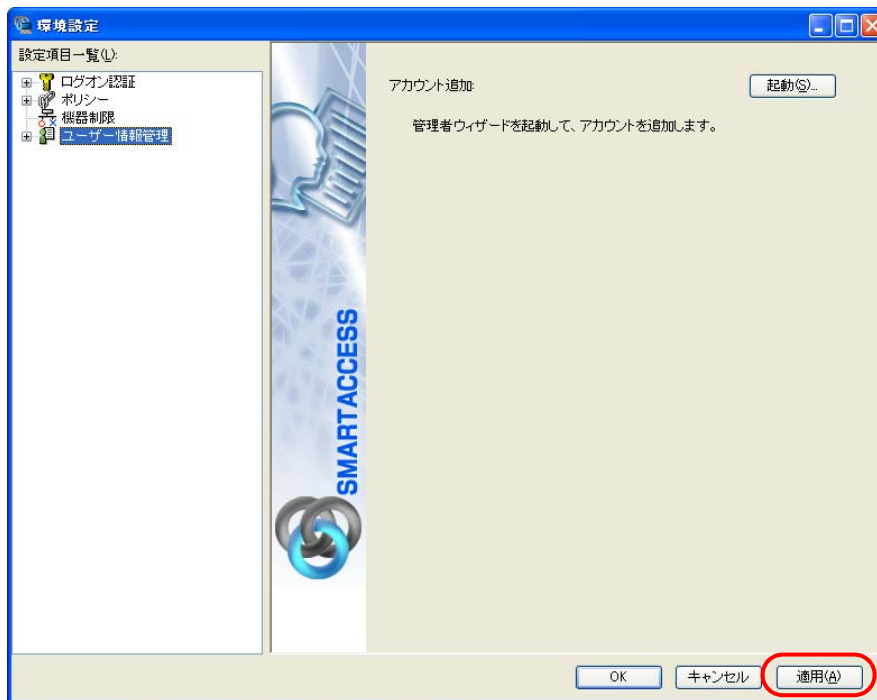 環境設定
設定項目一覧(L):
ログオン認証
ポリシー
機器制限
ユーザー情報管理
アカウント追加:
起動(S)...
管理者ウィザードを起動して、アカウントを追加します。
SMARTACCESS
OK
キャンセル
適用(A)